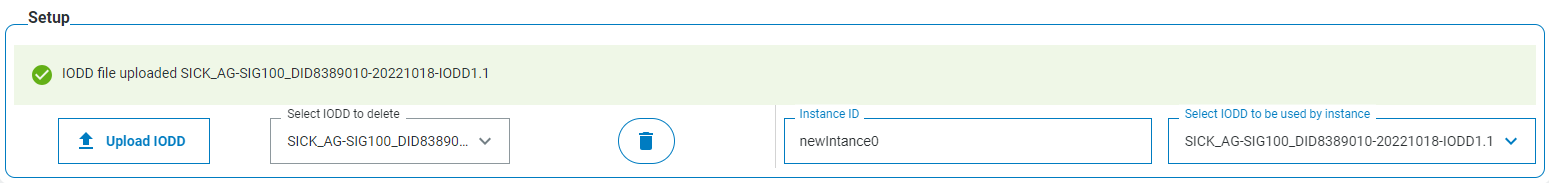 Setup
IODD file uploaded SICK_AG-SIG100_DID8389010-20221018-IODD1.1
Upload IODD
Select IODD to delete
SICK_AG-SIG100_DID83890...
Instance ID
newIntance0
Select IODD to be used by instance
SICK_AG-SIG100_DID8389010-20221018-IODD1.1